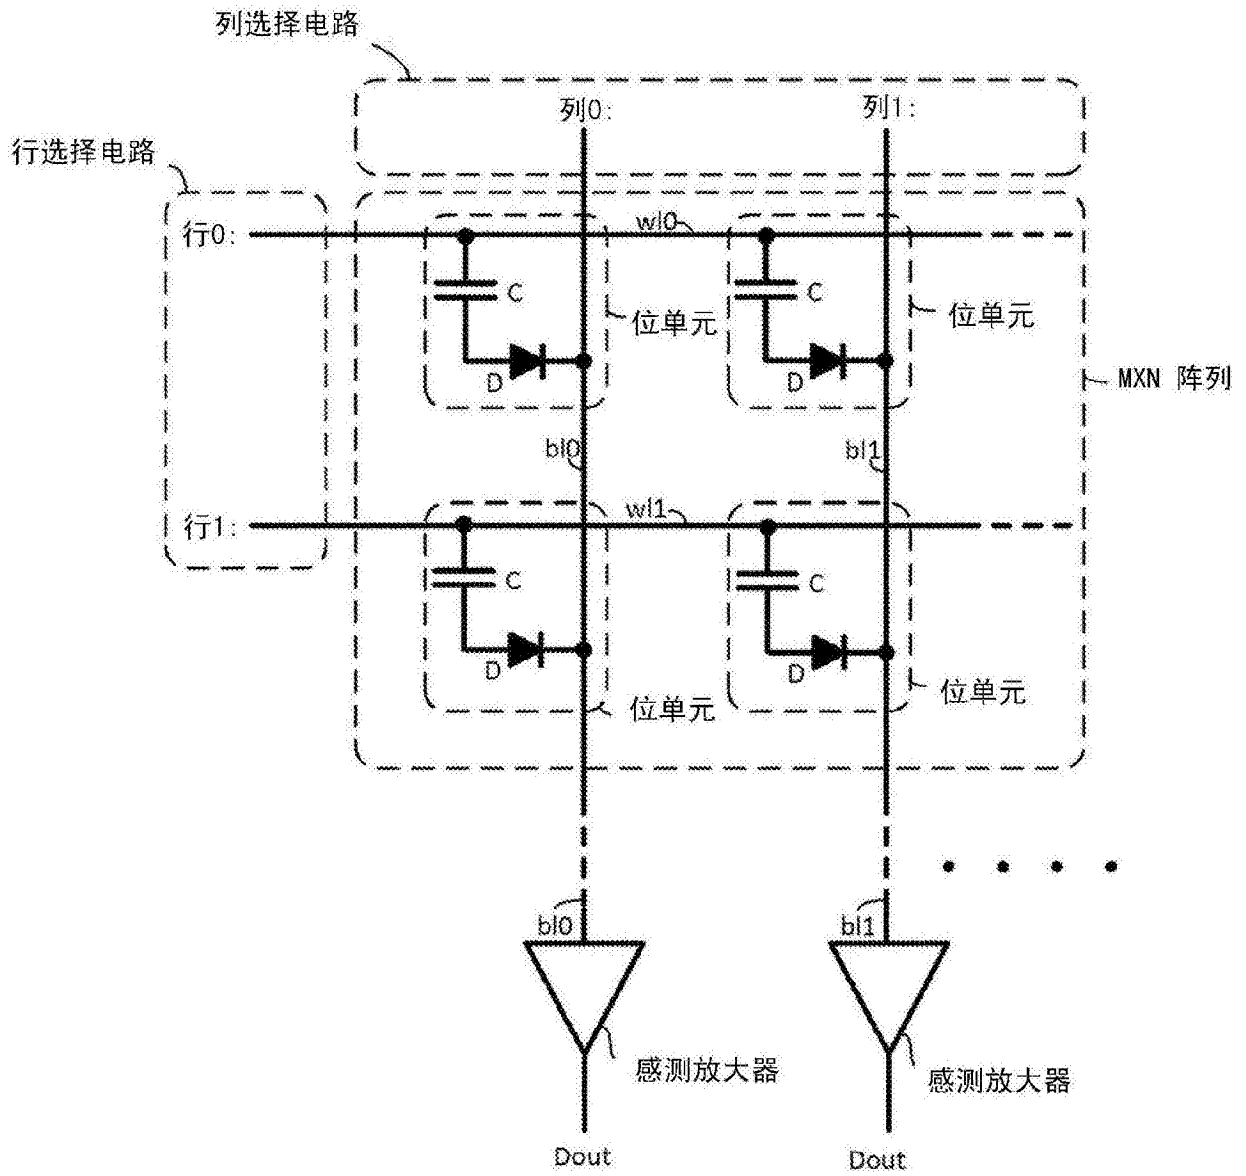 列选择电路
列0:
列1:
行选择电路
行0:
wl0
C
位单元
C
位单元
D
D
MXN 阵列
bl0
bl1
行1:
wl1
C
C
D
D
位单元
位单元
bl0
bl1
感测放大器
感测放大器
Dout
Dout